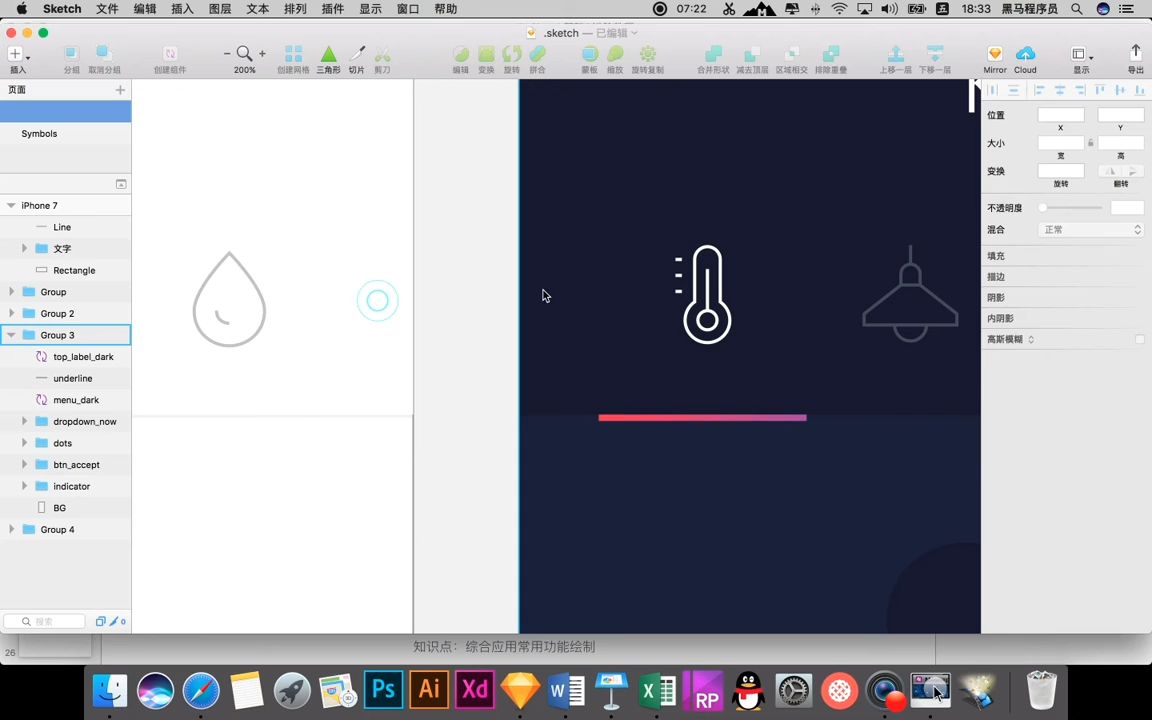 Sketch 文件 编辑 插入 图层 文本 排列 插件 显示 窗口 帮助 07:22 18:33 黑马程序员
.sketch — 已编辑
插入 分组 取消分组 创建组件 200% 创建网格 三角形 切片 剪刀 编辑 变换 旋转 拼合 蒙板 缩放 旋转复制 合并形状 减去顶层 区域相交 排除重叠 上移一层 下移一层 Mirror Cloud 显示 导出
页面
Symbols
iPhone 7
Line
文字
Rectangle
Group
Group 2
Group 3
top_label_dark
underline
menu_dark
dropdown_now
dots
btn_accept
indicator
BG
Group 4
搜索 0
位置
X Y
大小
宽 高
变换
旋转 翻转
不透明度
混合 正常
填充
描边
阴影
内阴影
高斯模糊
26 知识点：综合应用常用功能绘制
Ps Ai Xd W X RP